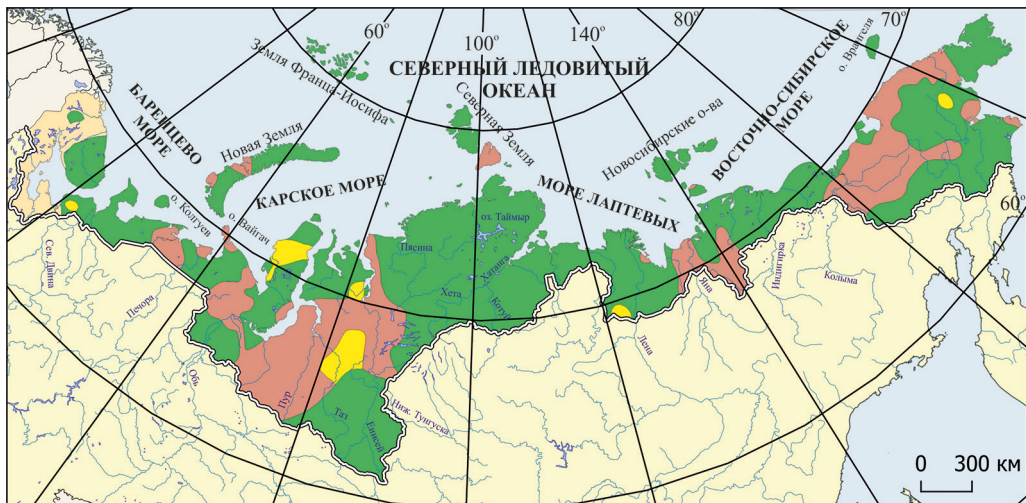 60°
100°
140°
80°
70°
60°
Земля Франца-Иосифа
СЕВЕРНЫЙ ЛЕДОВИТЫЙ
ОКЕАН
Северная Земля
Новосибирские о-ва
ВОСТОЧНО-СИБИРСКОЕ
МОРЕ
о. Врангеля
БАРЕНЦЕВО
МОРЕ
Новая Земля
КАРСКОЕ МОРЕ
МОРЕ ЛАПТЕВЫХ
о. Колгуев
о. Вайгач
оз. Таймыр
Пясина
Хатанга
Хета
Котуй
Сев. Двина
Печора
Обь
Пур
Таз
Енисей
Ниж. Тунгуска
Лена
Яна
Индигирка
Колыма
0 300 км